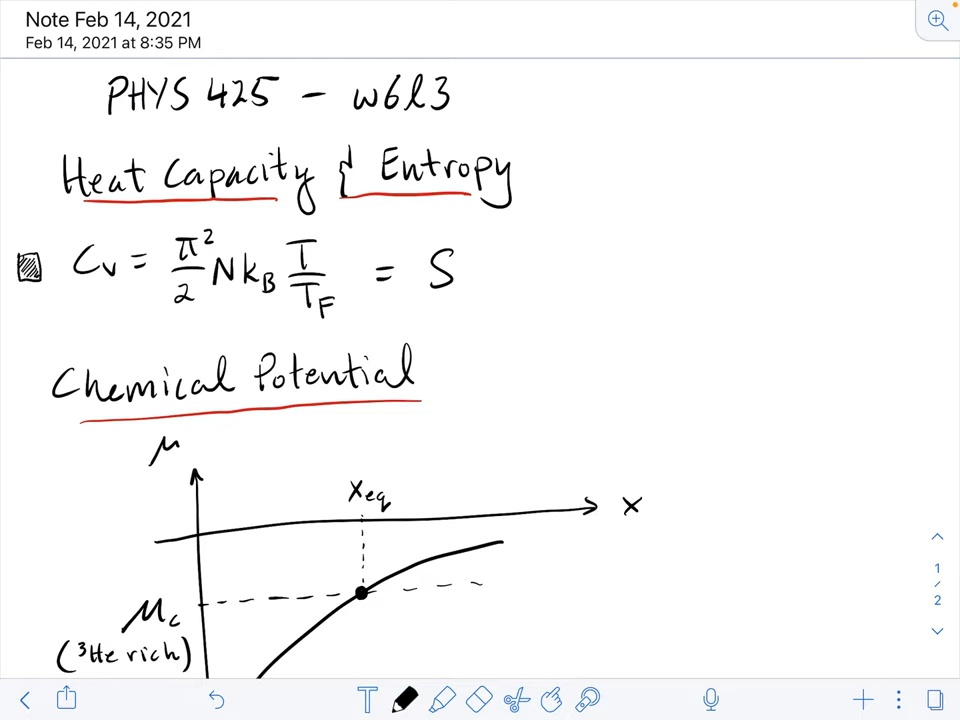 Note Feb 14, 2021
Feb 14, 2021 at 8:35 PM
PHYS 425 - w6l3
Heat Capacity & Entropy
Cv = π²/2 NkB T/TF = S
Chemical Potential
μ
xeq
x
μc
(³He rich)
1
/
2
T